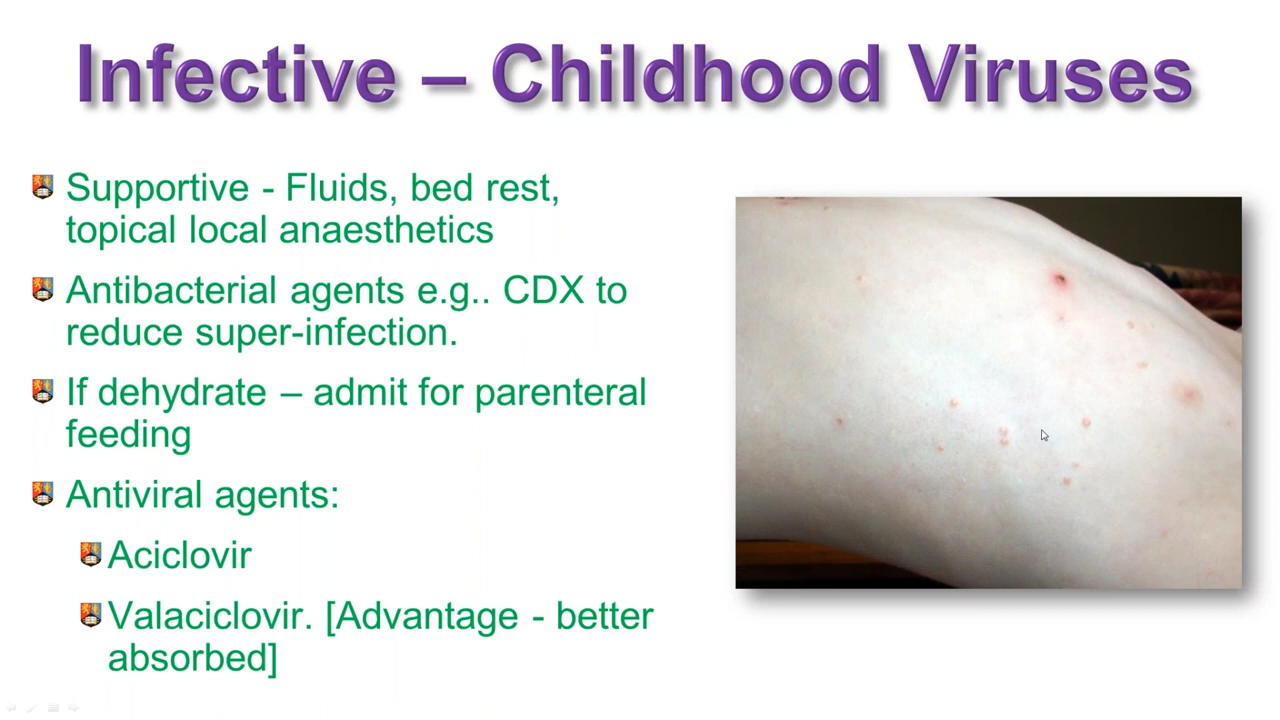 Infective – Childhood Viruses
Supportive - Fluids, bed rest,
topical local anaesthetics
Antibacterial agents e.g.. CDX to
reduce super-infection.
If dehydrate – admit for parenteral
feeding
Antiviral agents:
Aciclovir
Valaciclovir. [Advantage - better
absorbed]